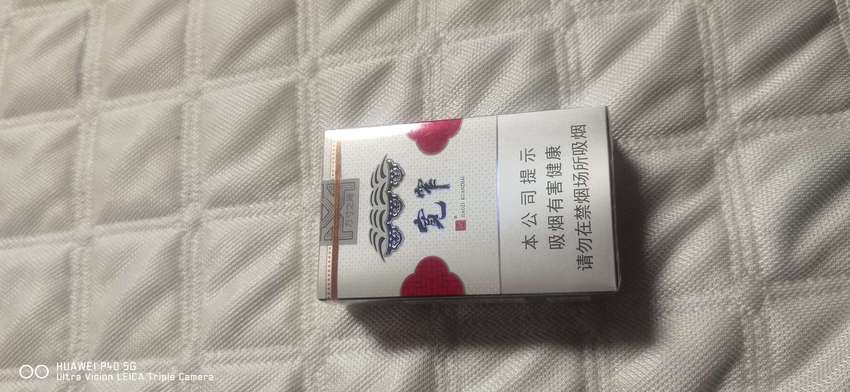 宽窄
本公司提示
吸烟有害健康
请勿在禁烟场所吸烟
HUAWEI P40 5G
Ultra Vision LEICA Triple Camera